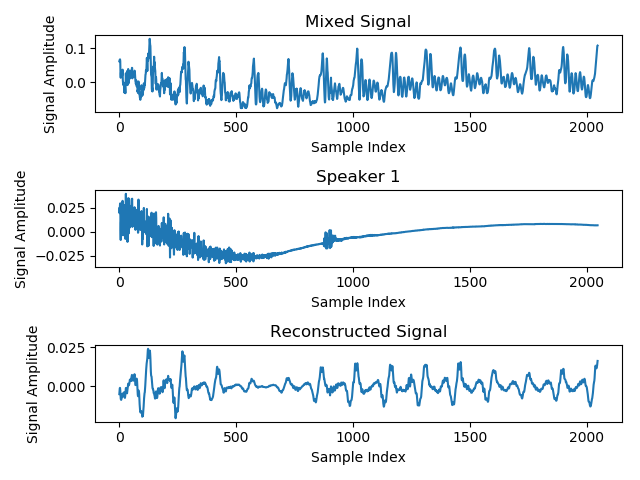 Mixed Signal
Signal Amplitude
0.1
0.0
0
500
1000
1500
2000
Sample Index
Speaker 1
Signal Amplitude
0.025
0.000
−0.025
0
500
1000
1500
2000
Sample Index
Reconstructed Signal
Signal Amplitude
0.025
0.000
0
500
1000
1500
2000
Sample Index